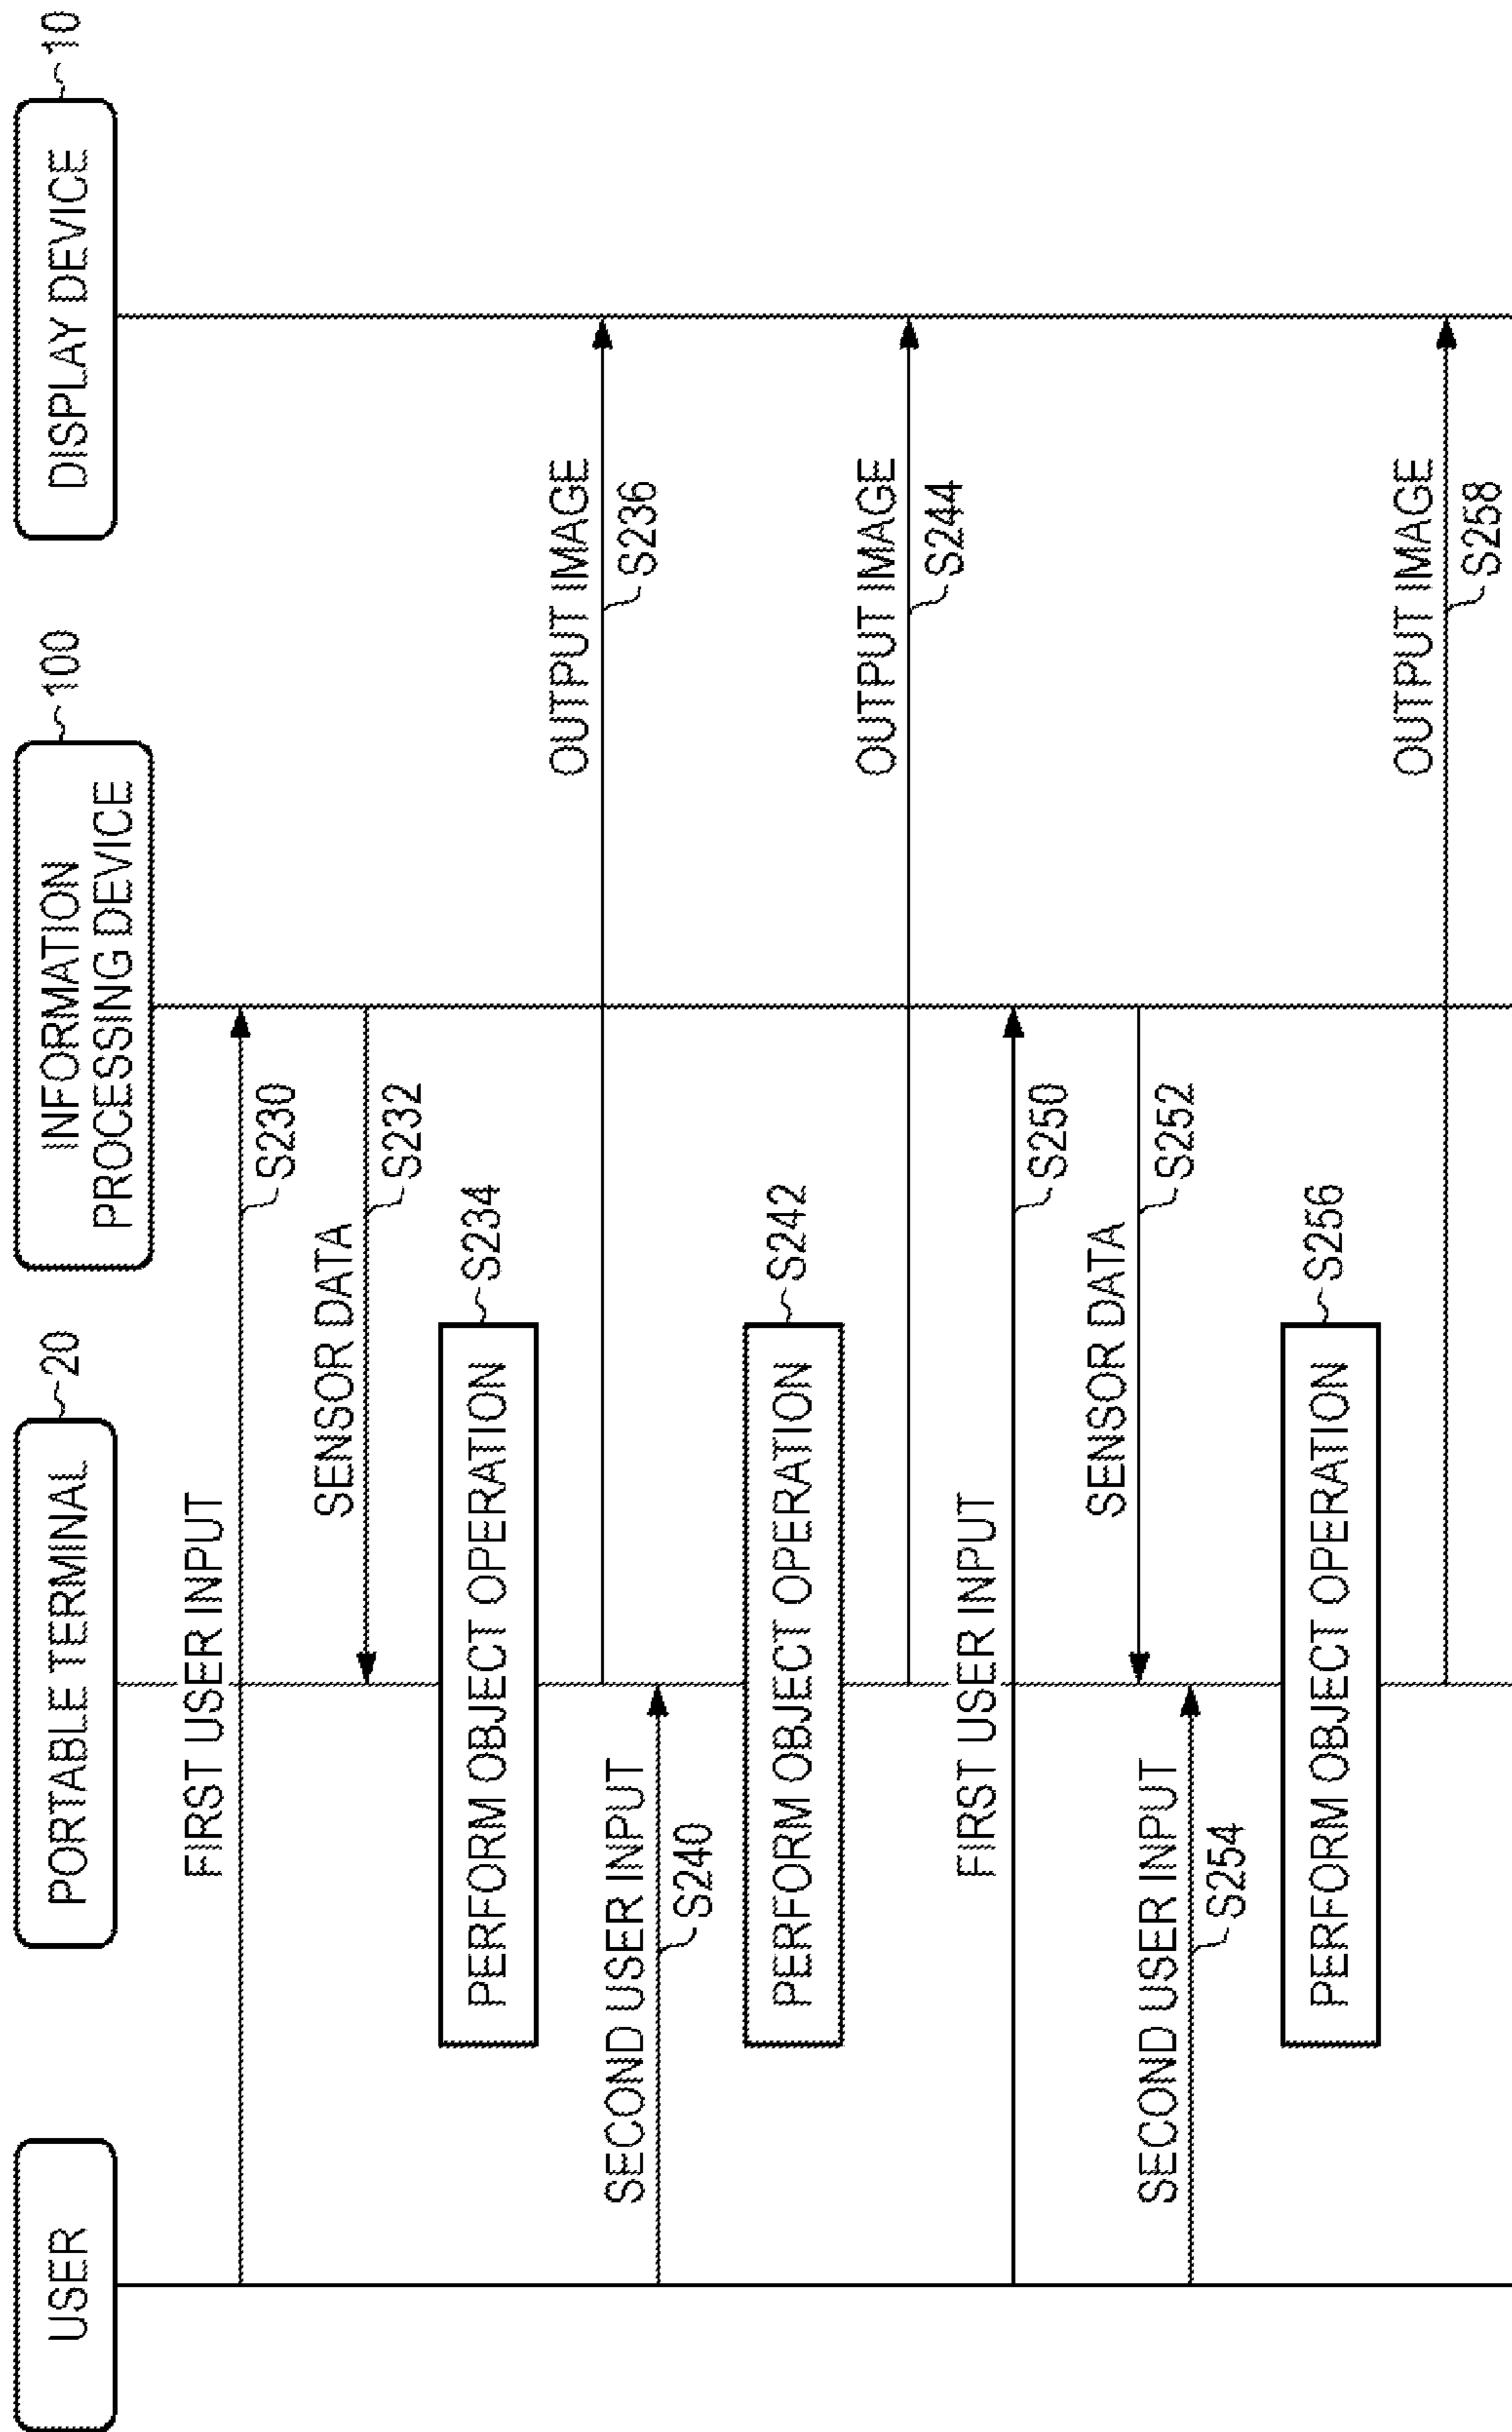 USER
PORTABLE TERMINAL
20
INFORMATION
PROCESSING DEVICE
100
DISPLAY DEVICE
10
FIRST USER INPUT
S230
SENSOR DATA
S232
PERFORM OBJECT OPERATION
S234
OUTPUT IMAGE
S236
SECOND USER INPUT
S240
PERFORM OBJECT OPERATION
S242
OUTPUT IMAGE
S244
FIRST USER INPUT
S250
SENSOR DATA
S252
SECOND USER INPUT
S254
PERFORM OBJECT OPERATION
S256
OUTPUT IMAGE
S258